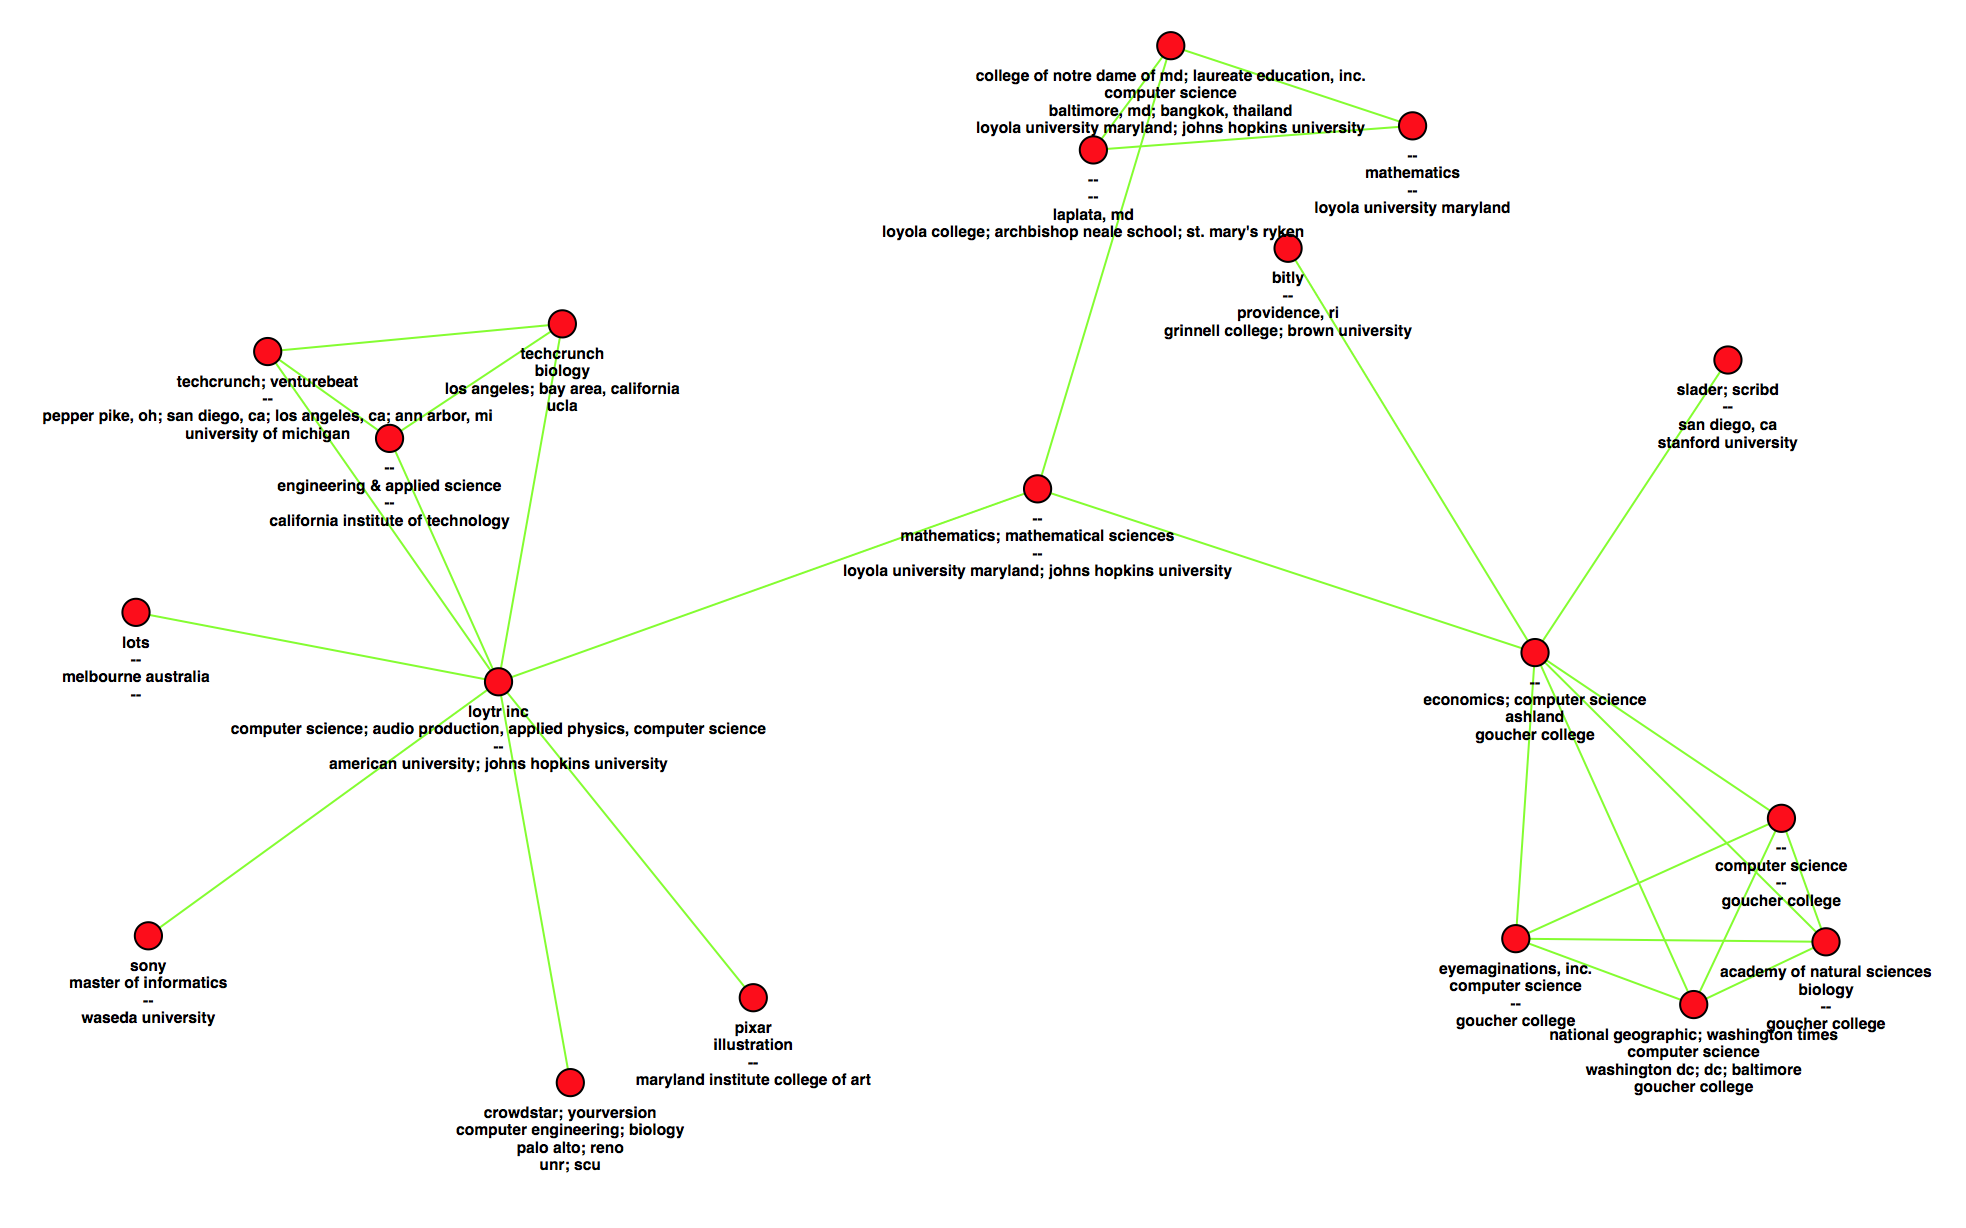 college of notre dame of md; laureate education, inc.
computer science
baltimore, md; bangkok, thailand
loyola university maryland; johns hopkins university
--
mathematics
--
loyola university maryland
--
--
laplata, md
loyola college; archbishop neale school; st. mary's ryken
bitly
--
providence, ri
grinnell college; brown university
techcrunch
biology
los angeles; bay area, california
ucla
techcrunch; venturebeat
--
pepper pike, oh; san diego, ca; los angeles, ca; ann arbor, mi
university of michigan
slader; scribd
--
san diego, ca
stanford university
--
engineering & applied science
--
california institute of technology
--
mathematics; mathematical sciences
--
loyola university maryland; johns hopkins university
lots
--
melbourne australia
--
--
economics; computer science
ashland
goucher college
loytr inc
computer science; audio production, applied physics, computer science
--
american university; johns hopkins university
--
computer science
--
goucher college
sony
master of informatics
--
waseda university
eyemaginations, inc.
computer science
--
goucher college
academy of natural sciences
biology
--
goucher college
pixar
illustration
--
maryland institute college of art
national geographic; washington times
computer science
washington dc; dc; baltimore
goucher college
crowdstar; yourversion
computer engineering; biology
palo alto; reno
unr; scu